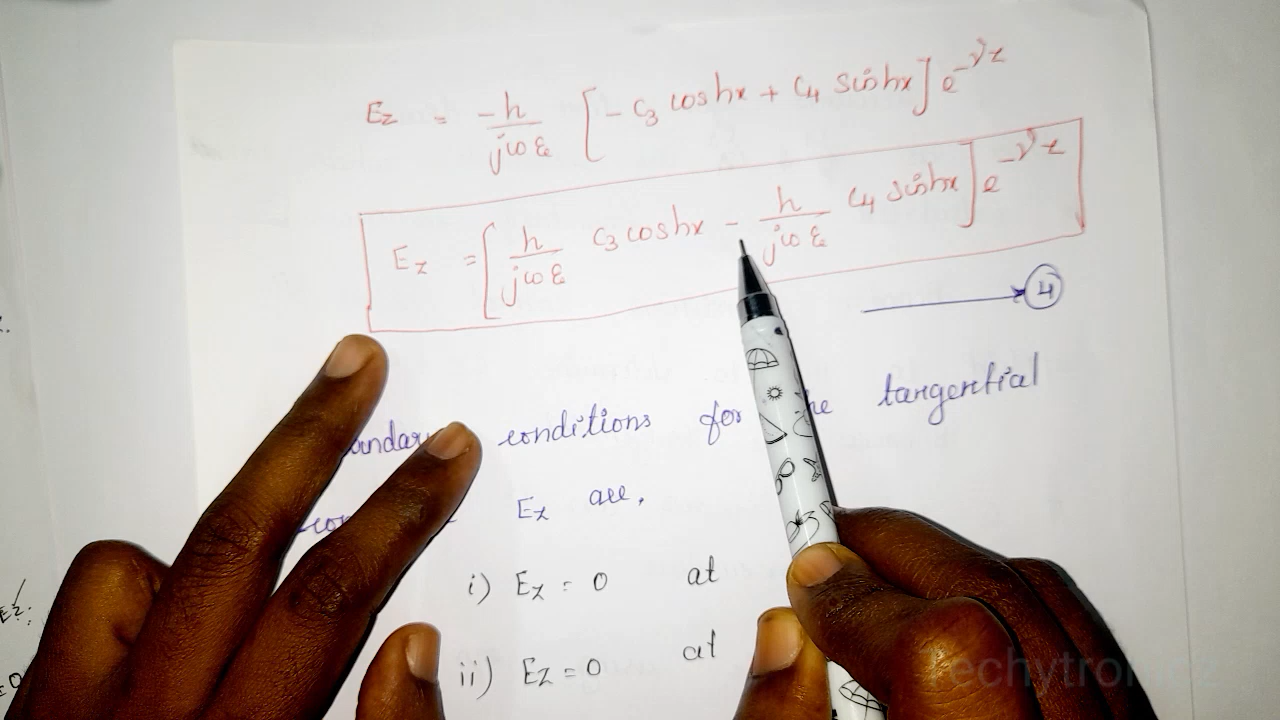 Ez = -h/jωε [- C3 cos hx + C4 sin hx] e^-γz
Ez = [h/jωε C3 cos hx - h/jωε C4 sin hx] e^-γz
④
conditions for tangential
Ez are,
i) Ez = 0 at
ii) Ez = 0 at
techytronicz